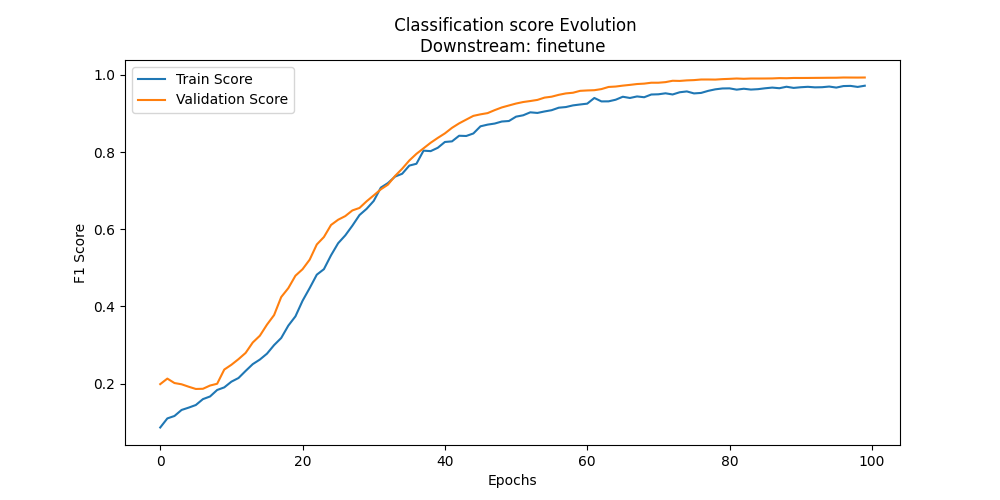 Classification score Evolution
Downstream: finetune
Train Score
Validation Score
1.0
0.8
0.6
0.4
0.2
F1 Score
0 20 40 60 80 100
Epochs